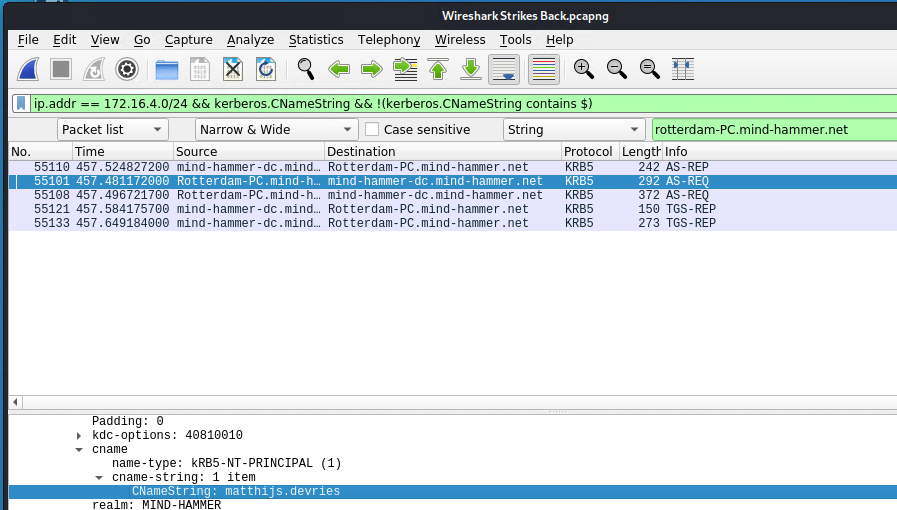 Wireshark Strikes Back.pcapng
File Edit View Go Capture Analyze Statistics Telephony Wireless Tools Help
ip.addr == 172.16.4.0/24 && kerberos.CNameString && !(kerberos.CNameString contains $)
Packet list Narrow & Wide Case sensitive String rotterdam-PC.mind-hammer.net
No. Time Source Destination Protocol Length Info
55110 457.524827200 mind-hammer-dc.mind… Rotterdam-PC.mind-hammer.net KRB5 242 AS-REP
55101 457.481172000 Rotterdam-PC.mind-h… mind-hammer-dc.mind-hammer.net KRB5 292 AS-REQ
55108 457.496721700 Rotterdam-PC.mind-h… mind-hammer-dc.mind-hammer.net KRB5 372 AS-REQ
55121 457.584175700 mind-hammer-dc.mind… Rotterdam-PC.mind-hammer.net KRB5 150 TGS-REP
55133 457.649184000 mind-hammer-dc.mind… Rotterdam-PC.mind-hammer.net KRB5 273 TGS-REP
Padding: 0
kdc-options: 40810010
cname
name-type: kRB5-NT-PRINCIPAL (1)
cname-string: 1 item
CNameString: matthijs.devries
realm: MIND-HAMMER